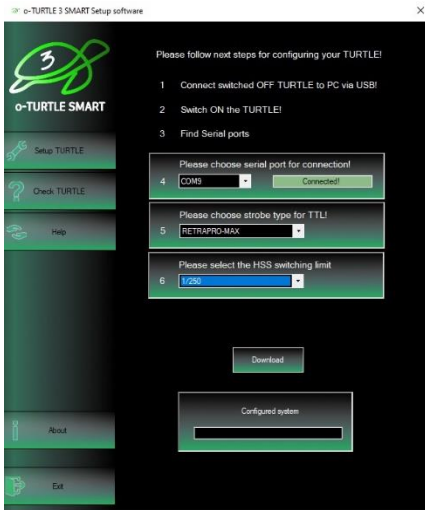 o-TURTLE 3 SMART Setup software
3
o-TURTLE SMART
Setup TURTLE
Check TURTLE
Help
About
Exit
Please follow next steps for configuring your TURTLE!
1 Connect switched OFF TURTLE to PC via USB!
2 Switch ON the TURTLE!
3 Find Serial ports
Please choose serial port for connection!
4 COM9 Connected!
Please choose strobe type for TTL!
5 RETRAPRO-MAX
Please select the HSS switching limit
6 1/250
Download
Configured system